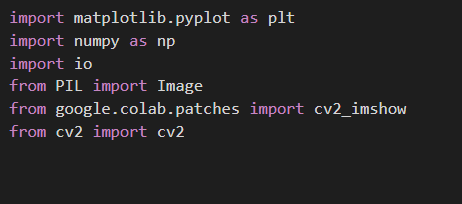 import matplotlib.pyplot as plt
import numpy as np
import io
from PIL import Image
from google.colab.patches import cv2_imshow
from cv2 import cv2